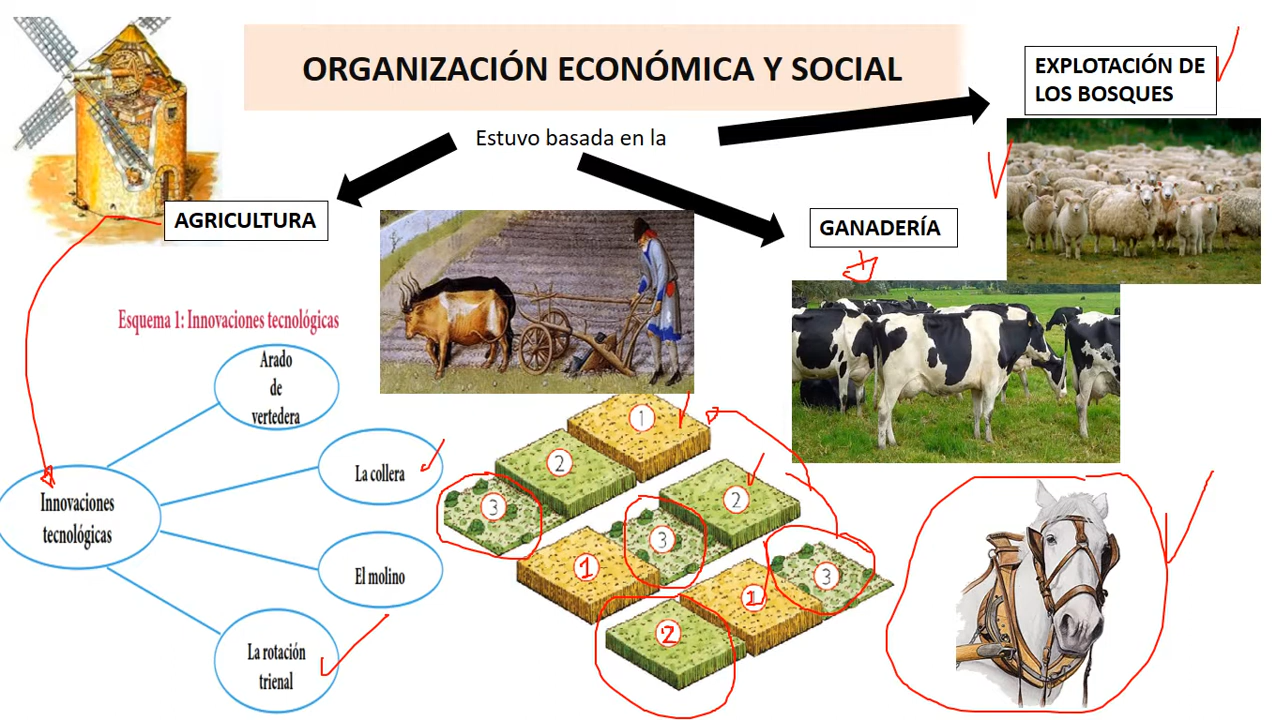 ORGANIZACIÓN ECONÓMICA Y SOCIAL
EXPLOTACIÓN DE
LOS BOSQUES
Estuvo basada en la
AGRICULTURA
GANADERÍA
Esquema 1: Innovaciones tecnológicas
Arado
de
vertedera
La collera
Innovaciones
tecnológicas
El molino
La rotación
trienal
1
2
3
2
3
1
3
1
2